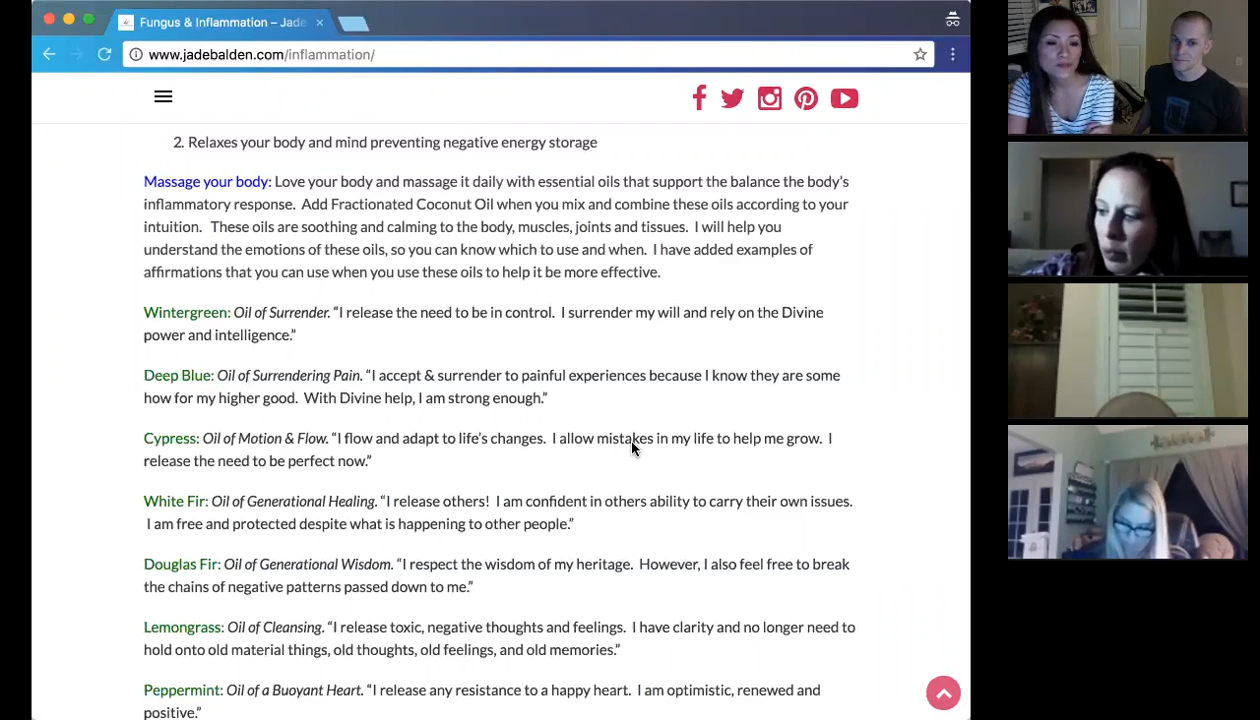 Fungus & Inflammation – Jade
www.jadebalden.com/inflammation/
2. Relaxes your body and mind preventing negative energy storage
Massage your body: Love your body and massage it daily with essential oils that support the balance the body’s
inflammatory response.  Add Fractionated Coconut Oil when you mix and combine these oils according to your
intuition.   These oils are soothing and calming to the body, muscles, joints and tissues.  I will help you
understand the emotions of these oils, so you can know which to use and when.  I have added examples of
affirmations that you can use when you use these oils to help it be more effective.
Wintergreen: Oil of Surrender. “I release the need to be in control.  I surrender my will and rely on the Divine
power and intelligence.”
Deep Blue: Oil of Surrendering Pain. “I accept & surrender to painful experiences because I know they are some
how for my higher good.  With Divine help, I am strong enough.”
Cypress: Oil of Motion & Flow. “I flow and adapt to life’s changes.  I allow mistakes in my life to help me grow.  I
release the need to be perfect now.”
White Fir: Oil of Generational Healing. “I release others!  I am confident in others ability to carry their own issues.
I am free and protected despite what is happening to other people.”
Douglas Fir: Oil of Generational Wisdom. “I respect the wisdom of my heritage.  However, I also feel free to break
the chains of negative patterns passed down to me.”
Lemongrass: Oil of Cleansing. “I release toxic, negative thoughts and feelings.  I have clarity and no longer need to
hold onto old material things, old thoughts, old feelings, and old memories.”
Peppermint: Oil of a Buoyant Heart. “I release any resistance to a happy heart.  I am optimistic, renewed and
positive.”